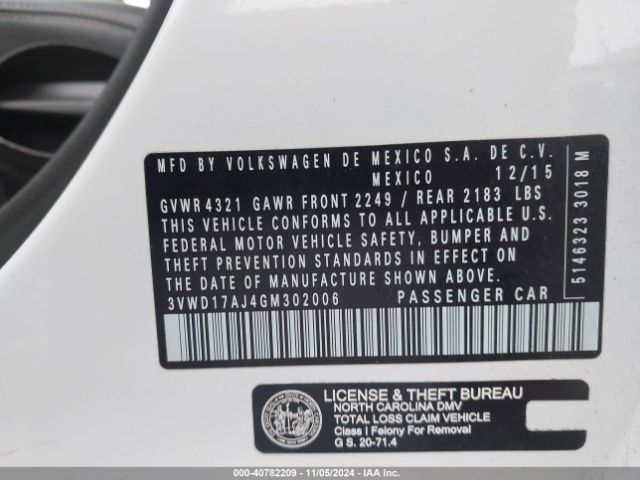 MFD BY VOLKSWAGEN DE MEXICO S.A. DE C.V.
MEXICO 12/15
GVWR 4321 GAWR FRONT 2249 / REAR 2183 LBS
THIS VEHICLE CONFORMS TO ALL APPLICABLE U.S.
FEDERAL MOTOR VEHICLE SAFETY, BUMPER AND
THEFT PREVENTION STANDARDS IN EFFECT ON
THE DATE OF MANUFACTURE SHOWN ABOVE.
3VWD17AJ4GM302006 PASSENGER CAR
5146323 3018 M
LICENSE & THEFT BUREAU
NORTH CAROLINA DMV
TOTAL LOSS CLAIM VEHICLE
Class I Felony For Removal
G S. 20-71.4
000-40782209 - 11/05/2024 - IAA Inc.